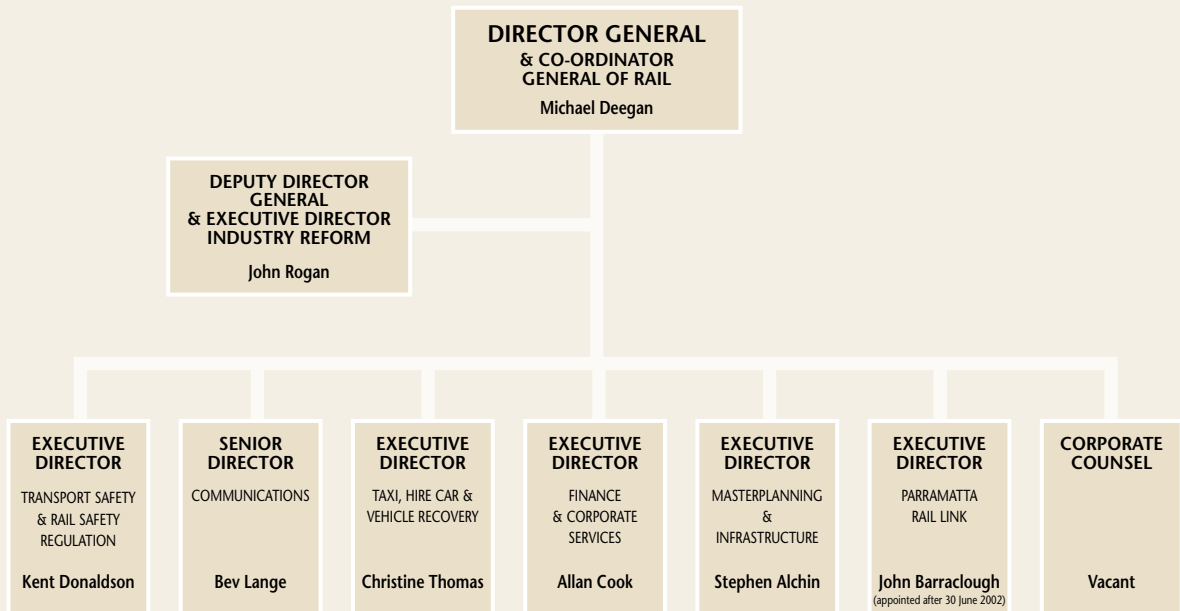 DIRECTOR GENERAL
& CO-ORDINATOR
GENERAL OF RAIL
Michael Deegan
DEPUTY DIRECTOR
GENERAL
& EXECUTIVE DIRECTOR
INDUSTRY REFORM
John Rogan
EXECUTIVE
DIRECTOR
TRANSPORT SAFETY
& RAIL SAFETY
REGULATION
Kent Donaldson
SENIOR
DIRECTOR
COMMUNICATIONS
Bev Lange
EXECUTIVE
DIRECTOR
TAXI, HIRE CAR &
VEHICLE RECOVERY
Christine Thomas
EXECUTIVE
DIRECTOR
FINANCE
& CORPORATE
SERVICES
Allan Cook
EXECUTIVE
DIRECTOR
MASTERPLANNING
&
INFRASTRUCTURE
Stephen Alchin
EXECUTIVE
DIRECTOR
PARRAMATTA
RAIL LINK
John Barraclough
(appointed after 30 June 2002)
CORPORATE
COUNSEL
Vacant